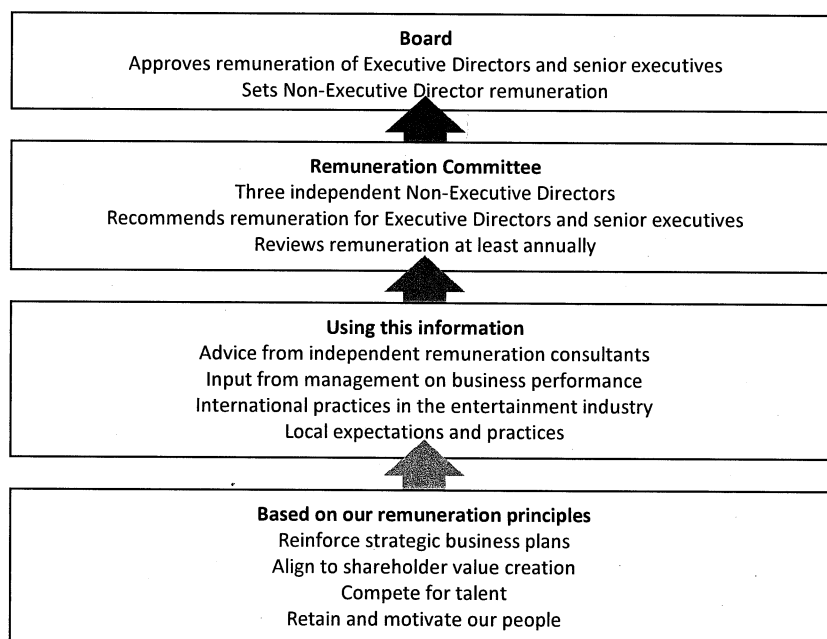 Board
Approves remuneration of Executive Directors and senior executives
Sets Non-Executive Director remuneration
Remuneration Committee
Three independent Non-Executive Directors
Recommends remuneration for Executive Directors and senior executives
Reviews remuneration at least annually
Using this information
Advice from independent remuneration consultants
Input from management on business performance
International practices in the entertainment industry
Local expectations and practices
Based on our remuneration principles
Reinforce strategic business plans
Align to shareholder value creation
Compete for talent
Retain and motivate our people